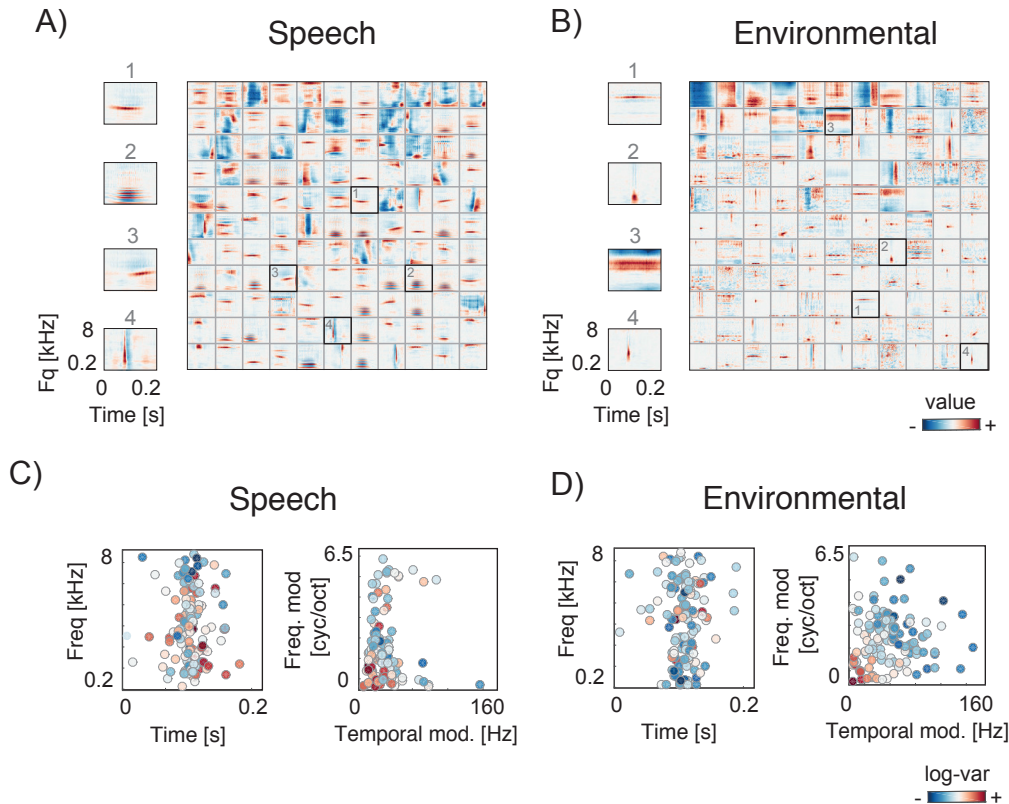 A)
Speech
1
2
3
4
Fq [kHz]
8
0.2
0
0.2
Time [s]
1
3
2
4
B)
Environmental
1
2
3
4
Fq [kHz]
8
0.2
0
0.2
Time [s]
3
2
1
4
value
- +
C)
Speech
Freq [kHz]
8
0.2
0
0.2
Time [s]
Freq. mod
[cyc/oct]
6.5
0
0
160
Temporal mod. [Hz]
D)
Environmental
Freq [kHz]
8
0.2
0
0.2
Time [s]
Freq. mod
[cyc/oct]
6.5
0
0
160
Temporal mod. [Hz]
log-var
- +